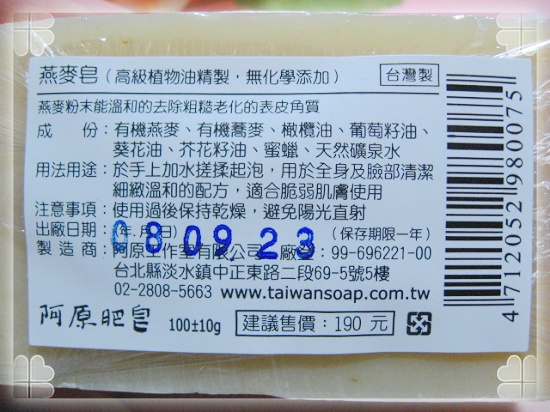 燕麥皂(高級植物油精製,無化學添加) 台灣製
燕麥粉末能溫和的去除粗糙老化的表皮角質
成 份:有機燕麥、有機蕎麥、橄欖油、葡萄籽油、
葵花油、芥花籽油、蜜蠟、天然礦泉水
用法用途:於手上加水搓揉起泡,用於全身及臉部清潔
細緻溫和的配方,適合脆弱肌膚使用
注意事項:使用過後保持乾燥,避免陽光直射
出廠日期:(年.月.日) 080923 (保存期限一年)
製造商:阿原工作室有限公司 廠登:99-696221-00
台北縣淡水鎮中正東路二段69-5號5樓
02-2808-5663 www.taiwansoap.com.tw
阿原肥皂 100±10g 建議售價:190 元
4 712052 980075